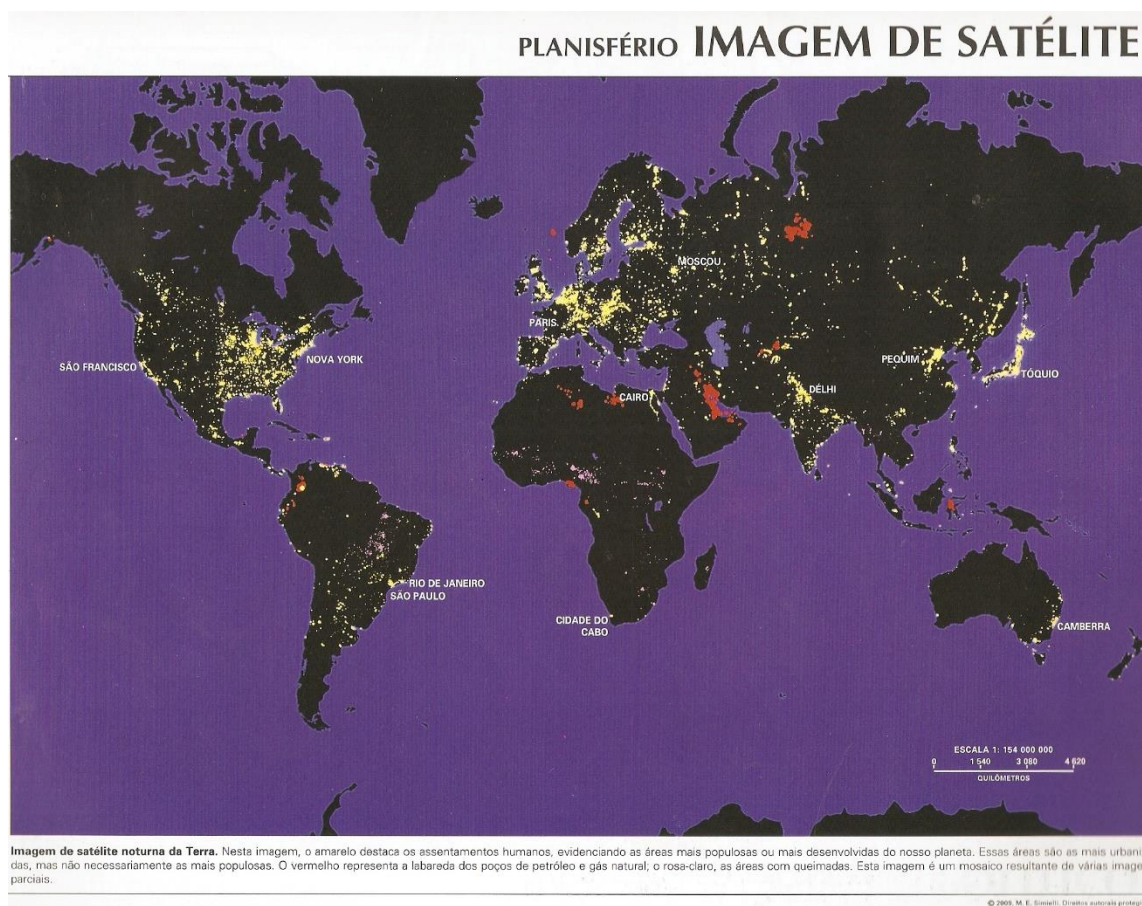 PLANISFÉRIO IMAGEM DE SATÉLITE
MOSCOU
PARIS
NOVA YORK
SÃO FRANCISCO
PEQUIM
TÓQUIO
CAIRO
DÉLHI
RIO DE JANEIRO
SÃO PAULO
CIDADE DO
CABO
CAMBERRA
ESCALA 1: 154 000 000
0 1 540 3 080 4 620
QUILÔMETROS
Imagem de satélite noturna da Terra. Nesta imagem, o amarelo destaca os assentamentos humanos, evidenciando as áreas mais populosas ou mais desenvolvidas do nosso planeta. Essas áreas são as mais urbani
das, mas não necessariamente as mais populosas. O vermelho representa a labareda dos poços de petróleo e gás natural; o rosa-claro, as áreas com queimadas. Esta imagem é um mosaico resultante de várias image
parciais.
© 2009, M. E. Simielli, Direitos autorais proteg